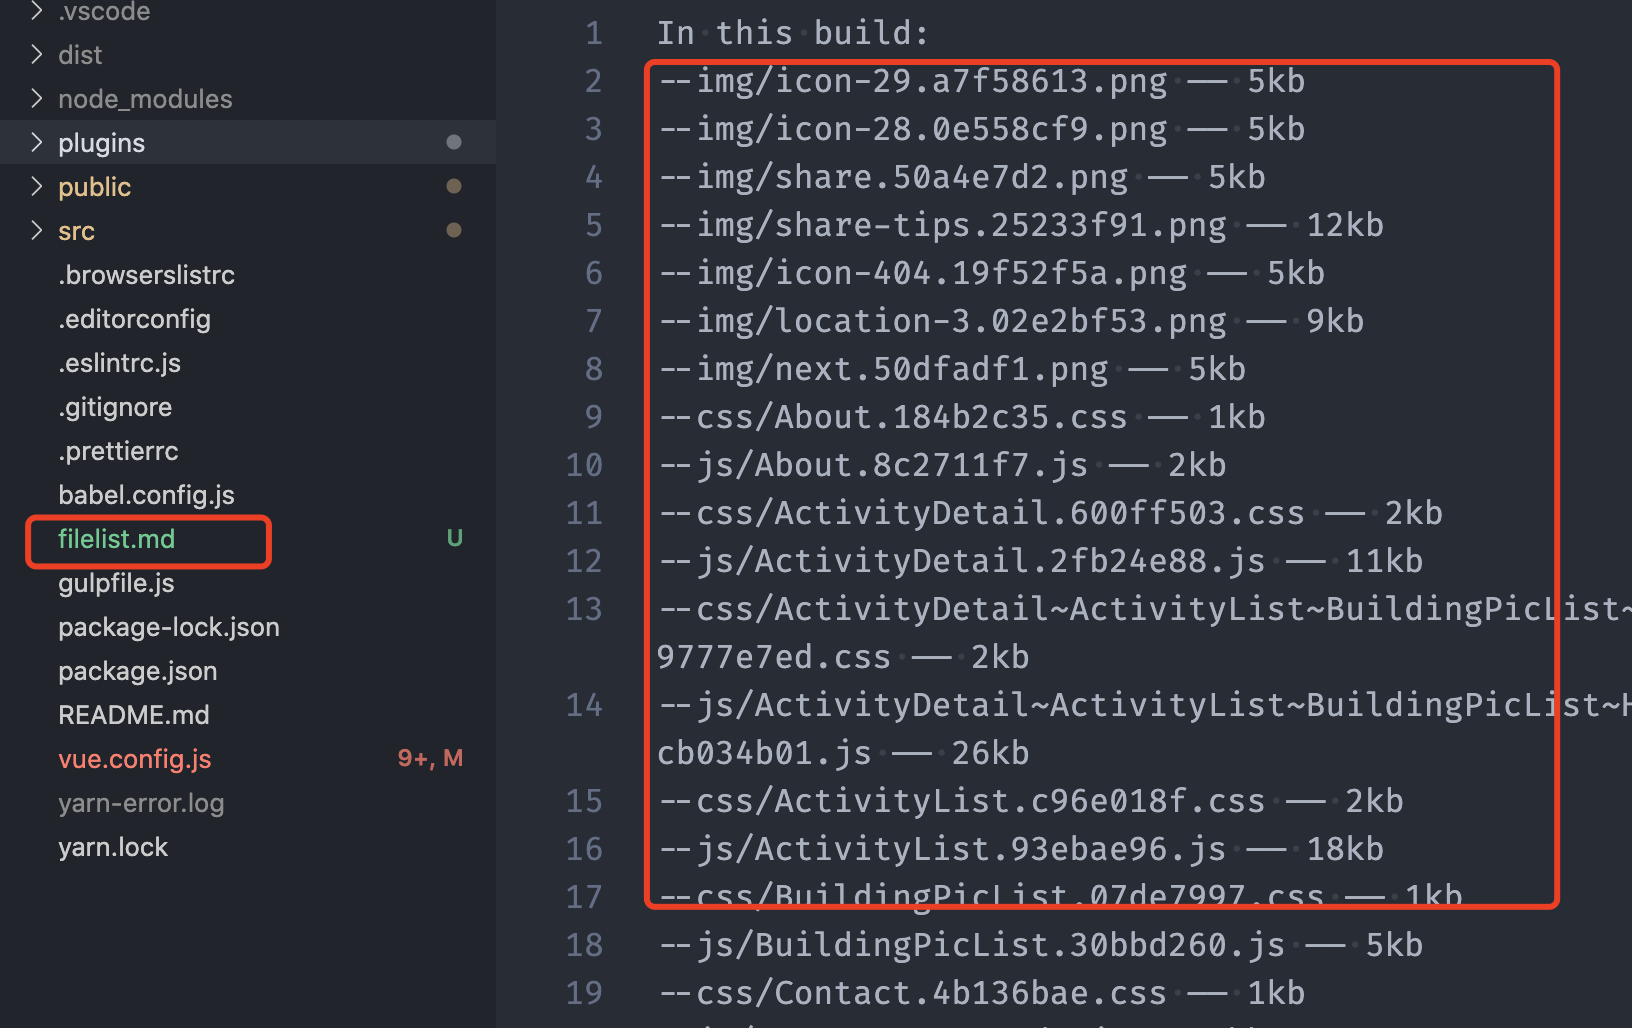 .vscode
dist
node_modules
plugins
public
src
.browserslistrc
.editorconfig
.eslintrc.js
.gitignore
.prettierrc
babel.config.js
filelist.md U
gulpfile.js
package-lock.json
package.json
README.md
vue.config.js 9+, M
yarn-error.log
yarn.lock
1 In this build:
2 --img/icon-29.a7f58613.png -- 5kb
3 --img/icon-28.0e558cf9.png -- 5kb
4 --img/share.50a4e7d2.png -- 5kb
5 --img/share-tips.25233f91.png -- 12kb
6 --img/icon-404.19f52f5a.png -- 5kb
7 --img/location-3.02e2bf53.png -- 9kb
8 --img/next.50dfadf1.png -- 5kb
9 --css/About.184b2c35.css -- 1kb
10 --js/About.8c2711f7.js -- 2kb
11 --css/ActivityDetail.600ff503.css -- 2kb
12 --js/ActivityDetail.2fb24e88.js -- 11kb
13 --css/ActivityDetail~ActivityList~BuildingPicList~
9777e7ed.css -- 2kb
14 --js/ActivityDetail~ActivityList~BuildingPicList~H
cb034b01.js -- 26kb
15 --css/ActivityList.c96e018f.css -- 2kb
16 --js/ActivityList.93ebae96.js -- 18kb
17 --css/BuildingPicList.07de7997.css -- 1kb
18 --js/BuildingPicList.30bbd260.js -- 5kb
19 --css/Contact.4b136bae.css -- 1kb